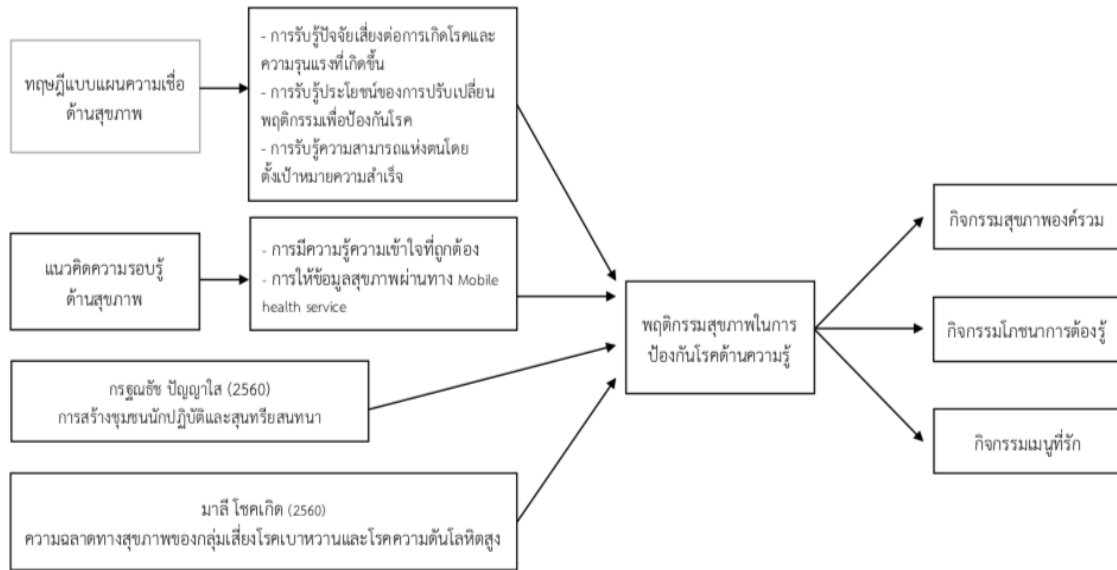 ทฤษฎีแบบแผนความเชื่อ
ด้านสุขภาพ
- การรับรู้ปัจจัยเสี่ยงต่อการเกิดโรคและ
ความรุนแรงที่เกิดขึ้น
- การรับรู้ประโยชน์ของการปรับเปลี่ยน
พฤติกรรมเพื่อป้องกันโรค
- การรับรู้ความสามารถแห่งตนโดย
ตั้งเป้าหมายความสำเร็จ
แนวคิดความรอบรู้
ด้านสุขภาพ
- การมีความรู้ความเข้าใจที่ถูกต้อง
- การให้ข้อมูลสุขภาพผ่านทาง Mobile
health service
กรฐณธัช ปัญญาใส (2560)
การสร้างชุมชนนักปฏิบัติและสุนทรียสนทนา
มาลี โชคเกิด (2560)
ความฉลาดทางสุขภาพของกลุ่มเสี่ยงโรคเบาหวานและโรคความดันโลหิตสูง
พฤติกรรมสุขภาพในการ
ป้องกันโรคด้านความรู้
กิจกรรมสุขภาพองค์รวม
กิจกรรมโภชนาการต้องรู้
กิจกรรมเมนูที่รัก